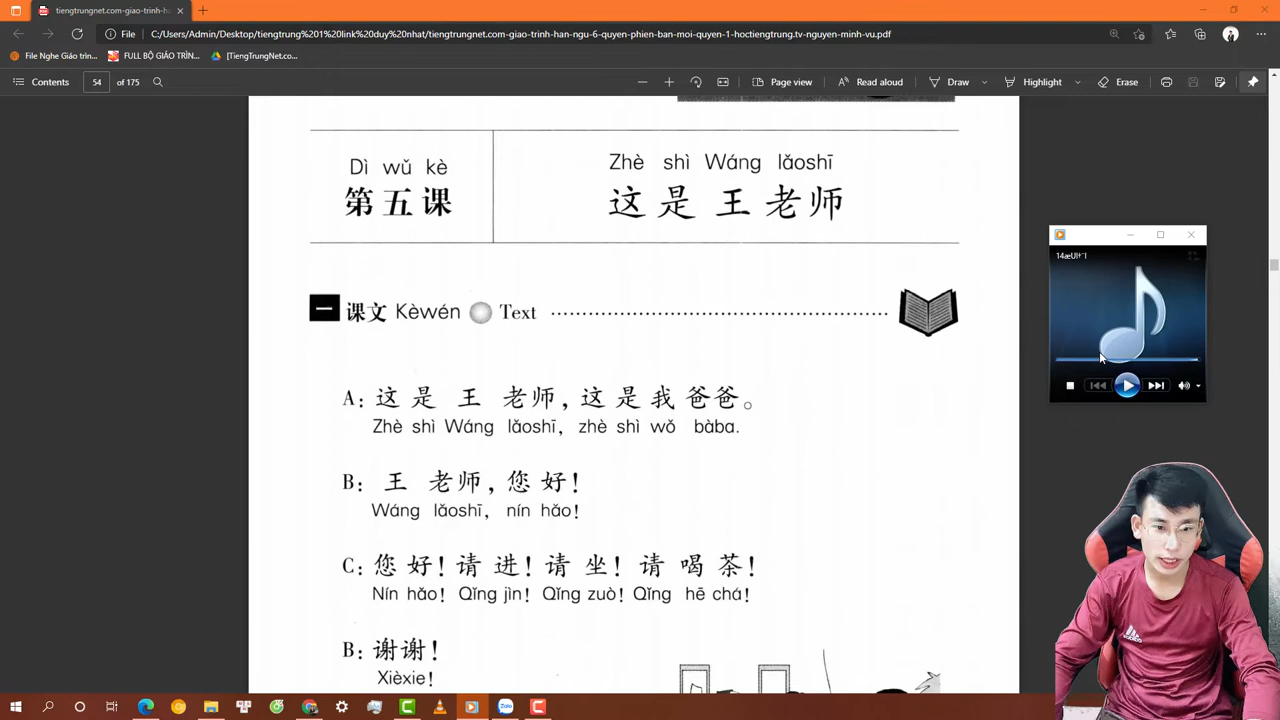 tiengtrungnet.com-giao-trinh-h
File
C:/Users/Admin/Desktop/tiengtrung%201%20link%20duy%20nhat/tiengtrungnet.com-giao-trinh-han-ngu-6-quyen-phien-ban-moi-quyen-1-hoctiengtrung.tv-nguyen-minh-vu.pdf
File Nghe Giáo trìn...
FULL BỘ GIÁO TRÌN...
[TiengTrungNet.co...
Contents
54 of 175
Page view
Read aloud
Draw
Highlight
Erase
Dì wǔ kè
第五课
Zhè shì Wáng lǎoshī
这是王老师
一 课文 Kèwén Text
A: 这是王老师,这是我爸爸。
Zhè shì Wáng lǎoshī, zhè shì wǒ bàba.
B: 王老师,您好!
Wáng lǎoshī, nín hǎo!
C: 您好!请进!请坐!请喝茶!
Nín hǎo! Qǐng jìn! Qǐng zuò! Qǐng hē chá!
B: 谢谢!
Xièxie!
Zalo